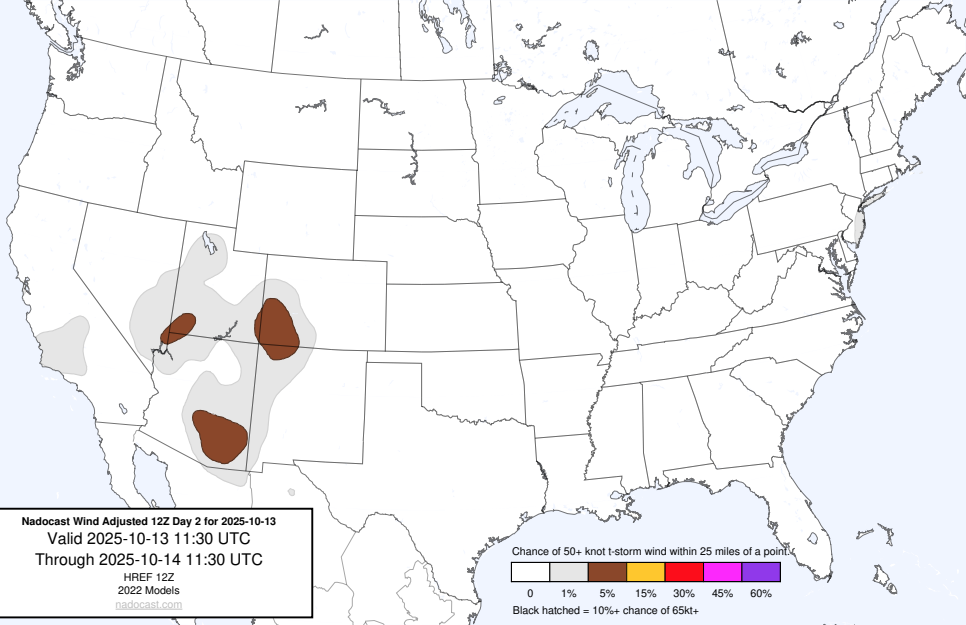 Nadocast Wind Adjusted 12Z Day 2 for 2025-10-13
Valid 2025-10-13 11:30 UTC
Through 2025-10-14 11:30 UTC
HREF 12Z
2022 Models
nadocast.com
Chance of 50+ knot t-storm wind within 25 miles of a point.
0 1% 5% 15% 30% 45% 60%
Black hatched = 10%+ chance of 65kt+